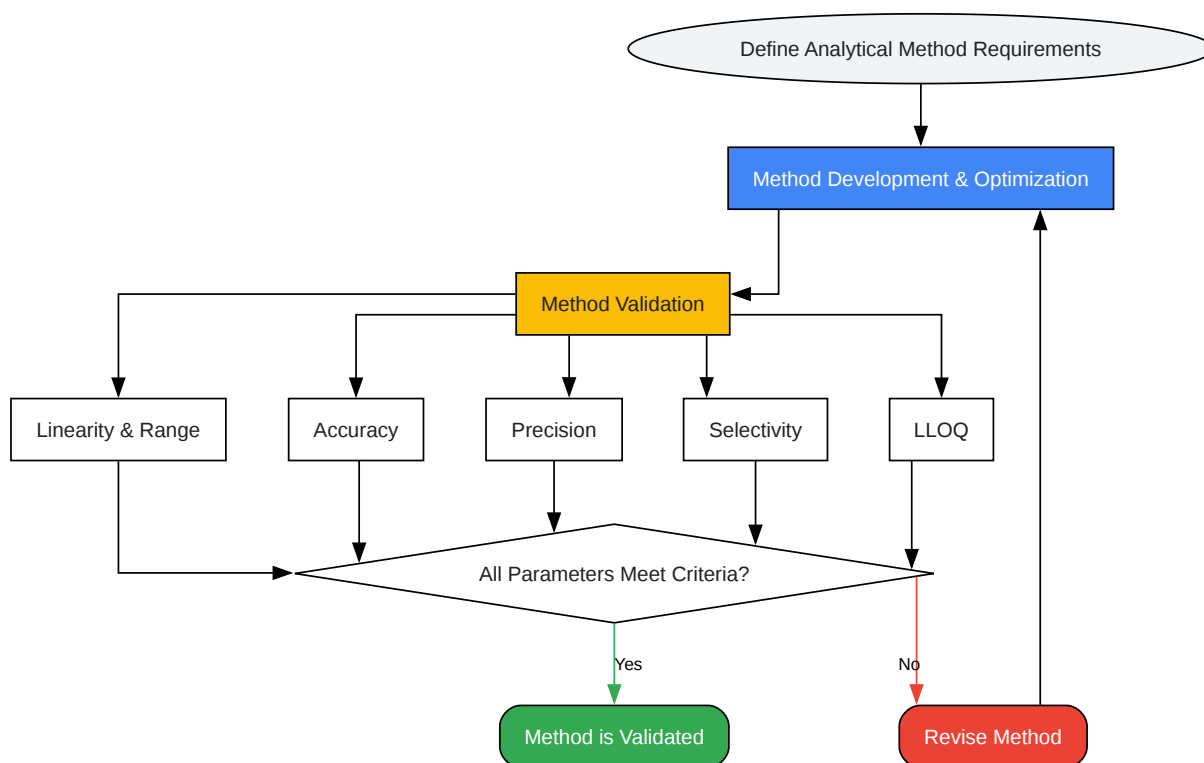 Define Analytical Method Requirements
Method Development & Optimization
Method Validation
Linearity & Range
Accuracy
Precision
Selectivity
LLOQ
All Parameters Meet Criteria?
Yes
No
Method is Validated
Revise Method